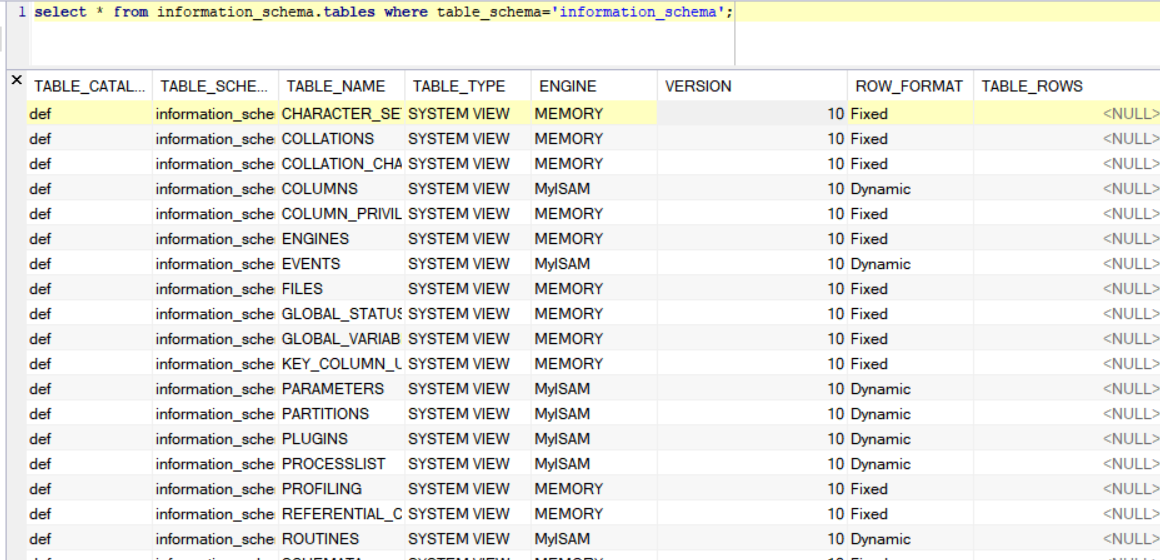 1 select * from information_schema.tables where table_schema='information_schema';
TABLE_CATAL... TABLE_SCHE... TABLE_NAME TABLE_TYPE ENGINE VERSION ROW_FORMAT TABLE_ROWS
def information_sche CHARACTER_SE SYSTEM VIEW MEMORY 10 Fixed <NULL>
def information_sche COLLATIONS SYSTEM VIEW MEMORY 10 Fixed <NULL>
def information_sche COLLATION_CHA SYSTEM VIEW MEMORY 10 Fixed <NULL>
def information_sche COLUMNS SYSTEM VIEW MyISAM 10 Dynamic <NULL>
def information_sche COLUMN_PRIVIL SYSTEM VIEW MEMORY 10 Fixed <NULL>
def information_sche ENGINES SYSTEM VIEW MEMORY 10 Fixed <NULL>
def information_sche EVENTS SYSTEM VIEW MyISAM 10 Dynamic <NULL>
def information_sche FILES SYSTEM VIEW MEMORY 10 Fixed <NULL>
def information_sche GLOBAL_STATUS SYSTEM VIEW MEMORY 10 Fixed <NULL>
def information_sche GLOBAL_VARIAB SYSTEM VIEW MEMORY 10 Fixed <NULL>
def information_sche KEY_COLUMN_U SYSTEM VIEW MEMORY 10 Fixed <NULL>
def information_sche PARAMETERS SYSTEM VIEW MyISAM 10 Dynamic <NULL>
def information_sche PARTITIONS SYSTEM VIEW MyISAM 10 Dynamic <NULL>
def information_sche PLUGINS SYSTEM VIEW MyISAM 10 Dynamic <NULL>
def information_sche PROCESSLIST SYSTEM VIEW MyISAM 10 Dynamic <NULL>
def information_sche PROFILING SYSTEM VIEW MEMORY 10 Fixed <NULL>
def information_sche REFERENTIAL_C SYSTEM VIEW MEMORY 10 Fixed <NULL>
def information_sche ROUTINES SYSTEM VIEW MyISAM 10 Dynamic <NULL>